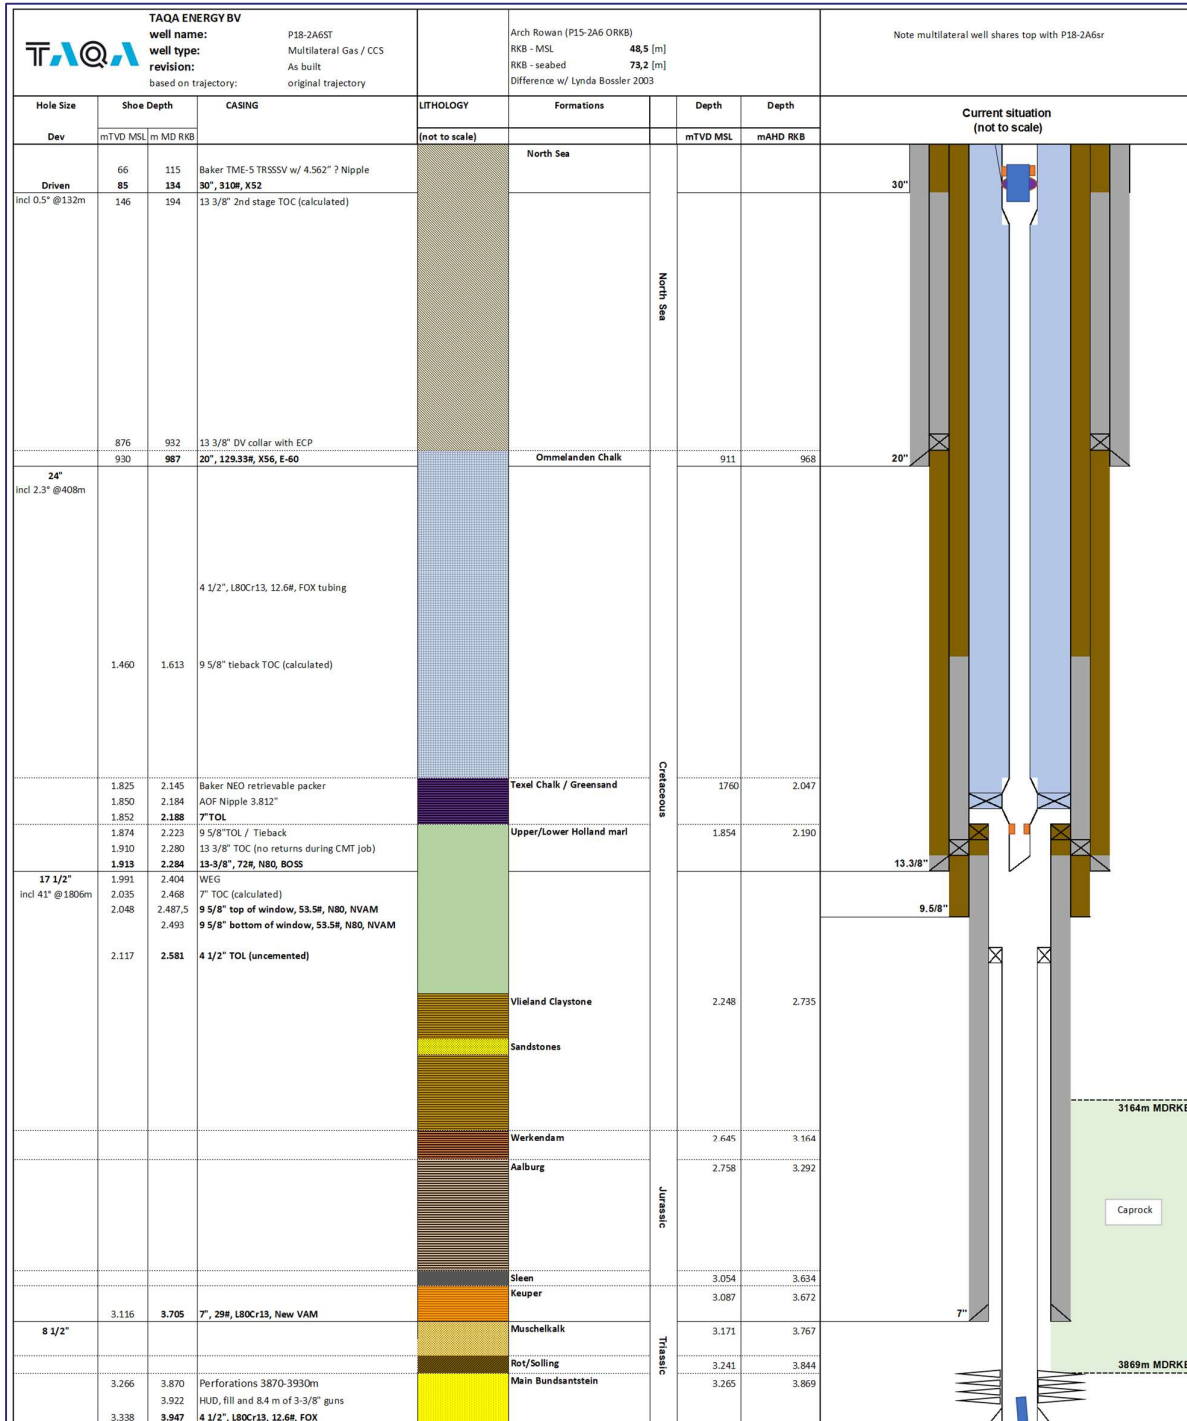 TAQA
TAQA ENERGY BV
well name: P18-2A6ST
well type: Multilateral Gas / CCS
revision: As built
based on trajectory: original trajectory
Arch Rowan (P15-2A6 ORKB)
RKB - MSL 48,5 [m]
RKB - seabed 73,2 [m]
Difference w/ Lynda Bossler 2003
Note multilateral well shares top with P18-2A6sr
Hole Size Shoe Depth CASING LITHOLOGY Formations Depth Depth Current situation
(not to scale)
Dev mTVD MSL m MD RKB (not to scale) mTVD MSL mAHD RKB
North Sea
66 115 Baker TME-5 TRSSSV w/ 4.562" ? Nipple
Driven 85 134 30", 310#, X52 30"
incl 0.5° @132m 146 194 13 3/8" 2nd stage TOC (calculated)
North Sea
876 932 13 3/8" DV collar with ECP
930 987 20", 129.33#, X56, E-60 Ommelanden Chalk 911 968 20"
24"
incl 2.3° @408m
4 1/2", L80Cr13, 12.6#, FOX tubing
1.460 1.613 9 5/8" tieback TOC (calculated)
Cretaceous
1.825 2.145 Baker NEO retrievable packer Texel Chalk / Greensand 1760 2.047
1.850 2.184 AOF Nipple 3.812"
1.852 2.188 7"TOL
1.874 2.223 9 5/8"TOL / Tieback Upper/Lower Holland marl 1.854 2.190
1.910 2.280 13 3/8" TOC (no returns during CMT job)
1.913 2.284 13-3/8", 72#, N80, BOSS 13.3/8"
17 1/2" 1.991 2.404 WEG
incl 41° @1806m 2.035 2.468 7" TOC (calculated)
2.048 2.487,5 9 5/8" top of window, 53.5#, N80, NVAM 9.5/8"
2.493 9 5/8" bottom of window, 53.5#, N80, NVAM
2.117 2.581 4 1/2" TOL (uncemented)
Vlieland Claystone 2.248 2.735
Sandstones
3164m MDRKE
Werkendam 2.645 3.164
Aalburg 2.758 3.292
Jurassic
Caprock
Sleen 3.054 3.634
Keuper 3.087 3.672
3.116 3.705 7", 29#, L80Cr13, New VAM 7"
8 1/2" Muschelkalk 3.171 3.767
Triassic
Rot/Solling 3.241 3.844 3869m MDRKE
3.266 3.870 Perforations 3870-3930m Main Bundsantstein 3.265 3.869
3.922 HUD, fill and 8.4 m of 3-3/8" guns
3.338 3.947 4 1/2", L80Cr13, 12.6#, FOX